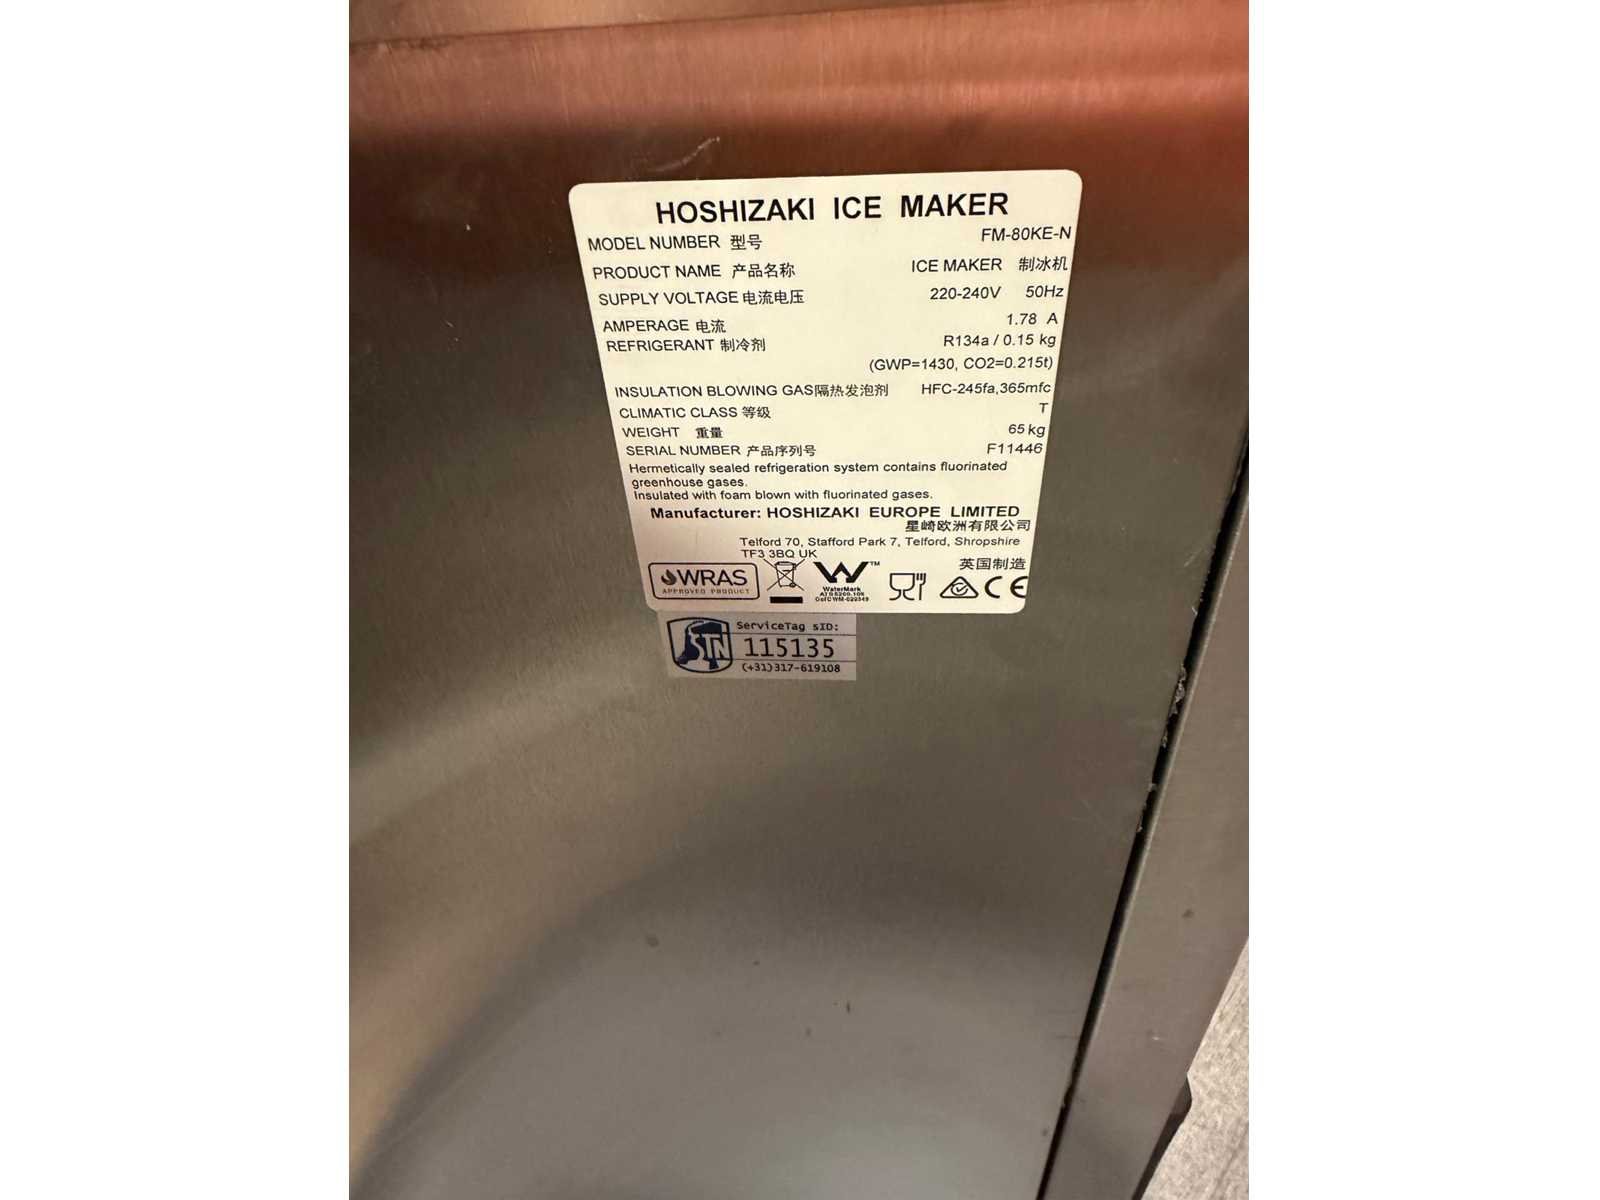 HOSHIZAKI ICE MAKER
MODEL NUMBER 型号 FM-80KE-N
PRODUCT NAME 产品名称 ICE MAKER 制冰机
SUPPLY VOLTAGE 电流电压 220-240V 50Hz
AMPERAGE 电流 1.78 A
REFRIGERANT 制冷剂 R134a / 0.15 kg
(GWP=1430, CO2=0.215t)
INSULATION BLOWING GAS隔热发泡剂 HFC-245fa,365mfc
CLIMATIC CLASS 等级 T
WEIGHT 重量 65 kg
SERIAL NUMBER 产品序列号 F11446
Hermetically sealed refrigeration system contains fluorinated
greenhouse gases.
Insulated with foam blown with fluorinated gases.
Manufacturer: HOSHIZAKI EUROPE LIMITED
星崎欧洲有限公司
Telford 70, Stafford Park 7, Telford, Shropshire
TF3 3BQ UK
英国制造
WRAS
APPROVED PRODUCT
TM
WaterMark
CE
STN
ServiceTag sID:
115135
(+31)317-619108